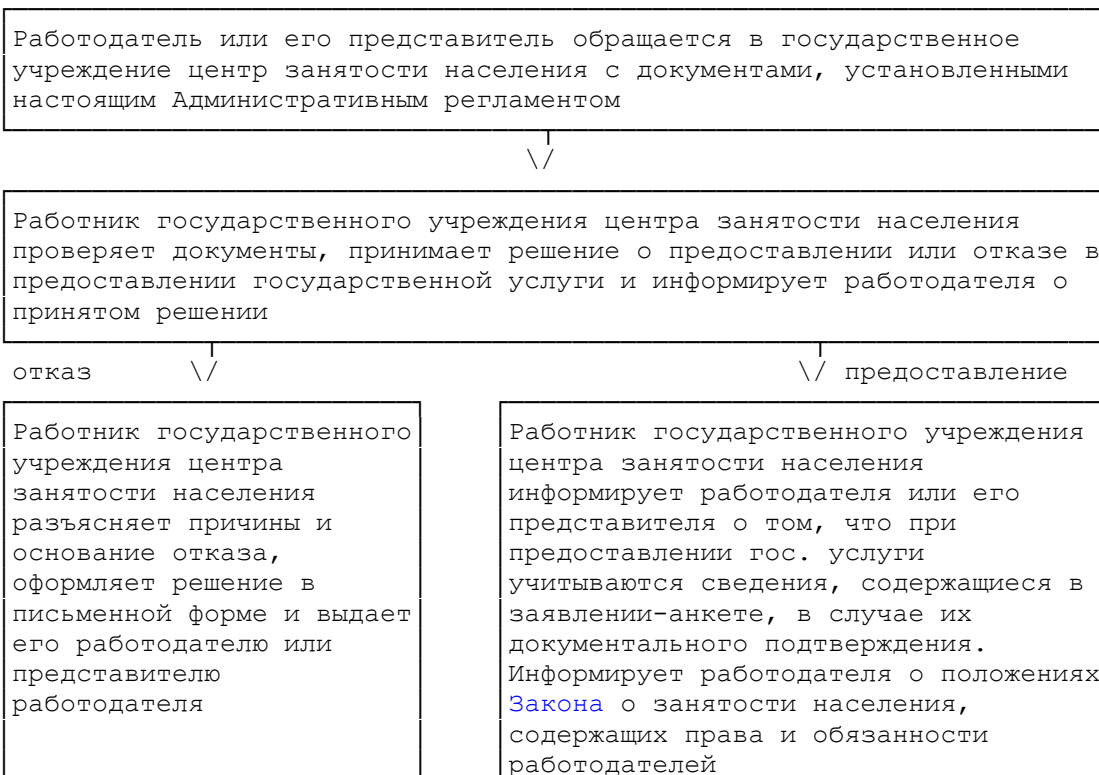 Работодатель или его представитель обращается в государственное
учреждение центр занятости населения с документами, установленными
настоящим Административным регламентом
\/
Работник государственного учреждения центра занятости населения
проверяет документы, принимает решение о предоставлении или отказе в
предоставлении государственной услуги и информирует работодателя о
принятом решении
отказ \/ \/ предоставление
Работник государственного
учреждения центра
занятости населения
разъясняет причины и
основание отказа,
оформляет решение в
письменной форме и выдает
его работодателю или
представителю
работодателя
Работник государственного учреждения
центра занятости населения
информирует работодателя или его
представителя о том, что при
предоставлении гос. услуги
учитываются сведения, содержащиеся в
заявлении-анкете, в случае их
документального подтверждения.
Информирует работодателя о положениях
Закона о занятости населения,
содержащих права и обязанности
работодателей